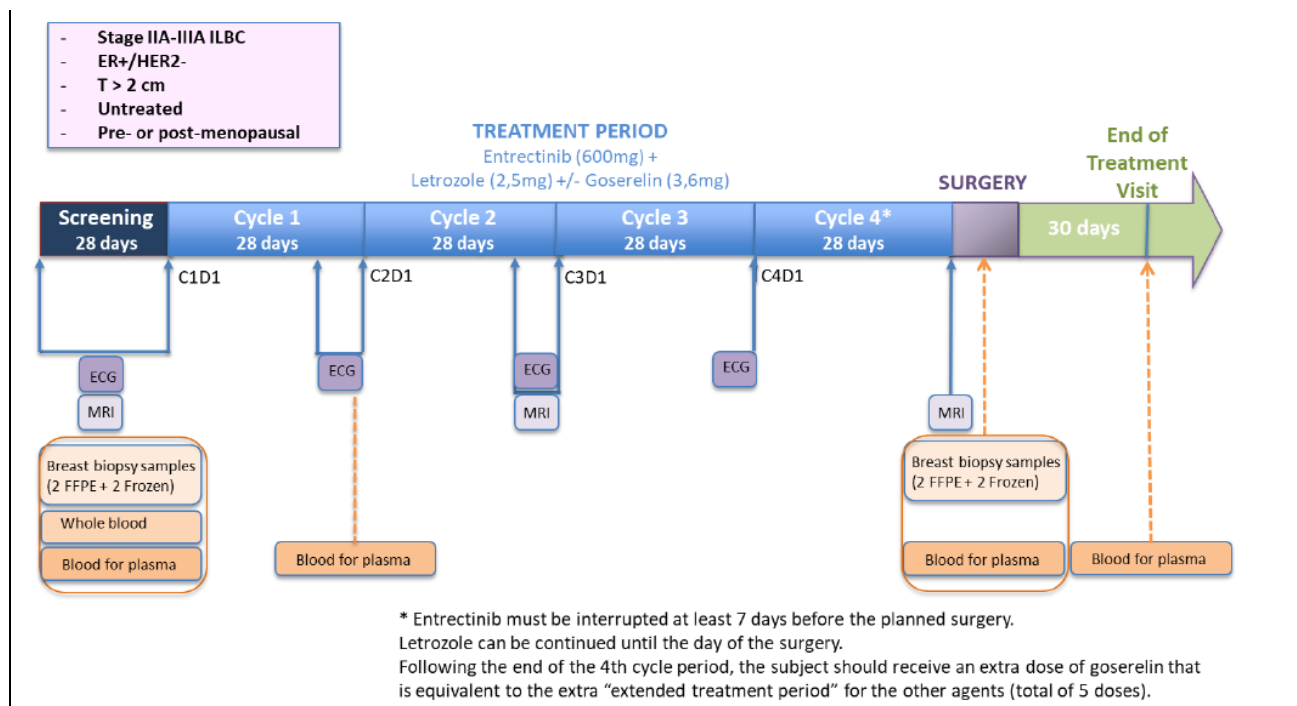 - Stage IIA-IIIA ILBC
- ER+/HER2-
- T > 2 cm
- Untreated
- Pre- or post-menopausal
TREATMENT PERIOD
Entrectinib (600mg) +
Letrozole (2,5mg) +/- Goserelin (3,6mg)
SURGERY
End of
Treatment
Visit
Screening
28 days
Cycle 1
28 days
Cycle 2
28 days
Cycle 3
28 days
Cycle 4*
28 days
30 days
C1D1
C2D1
C3D1
C4D1
ECG
MRI
ECG
ECG
MRI
ECG
MRI
Breast biopsy samples
(2 FFPE + 2 Frozen)
Whole blood
Blood for plasma
Blood for plasma
Breast biopsy samples
(2 FFPE + 2 Frozen)
Blood for plasma
Blood for plasma
* Entrectinib must be interrupted at least 7 days before the planned surgery.
Letrozole can be continued until the day of the surgery.
Following the end of the 4th cycle period, the subject should receive an extra dose of goserelin that
is equivalent to the extra “extended treatment period” for the other agents (total of 5 doses).